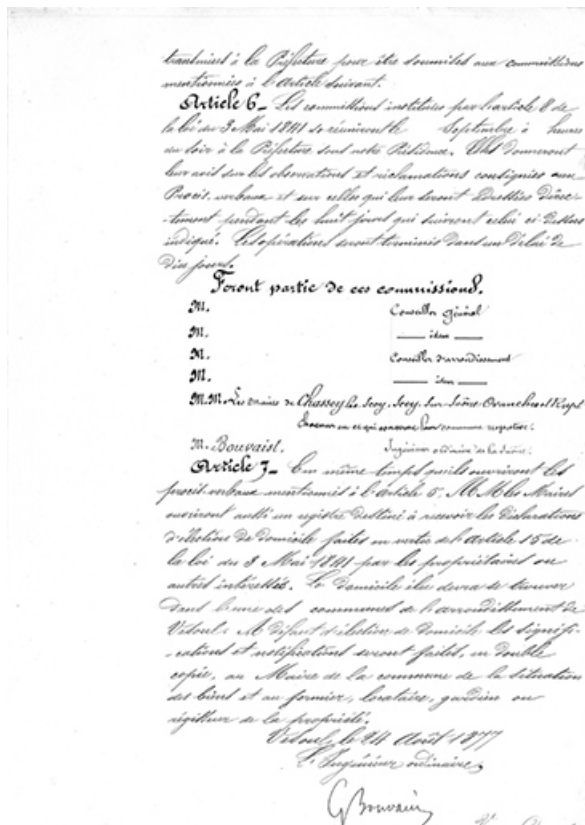 transmises à la Préfecture pour être soumises aux commissions
mentionnées à l'article suivant.
Article 6_ Les commissions instituées par l'article 8 de
la loi du 3 Mai 1841 se réuniront le Septembre à heure
du soir à la Préfecture sous notre Présidence. Elles donneront
leur avis sur les observations et réclamations consignées aux
Procès-verbaux et sur celles qui leur seront adressées direc-
-tement pendant les huit jours qui suivront celui ci-dessus
indiqué. Les opérations seront terminées dans un délai de
dix jours.
Feront partie de ces commissions.
M. Conseiller général
M. idem
M. Conseiller d'arrondissement
M. idem
M.M. Les maires de Chassey les Scey, Scey-sur-Saône, Ovanches et Rupt
chacun en ce qui concerne leur commune respective.
M. Bouvaist. Ingénieur ordinaire de la Saône.
Article 7_ En même temps qu'ils ouvriront les
procès-verbaux mentionnés à l'article 5, MM. les Maires
ouvriront aussi un registre destiné à recevoir les déclarations
d'élection de domicile faites en vertu de l'article 15 de
la loi du 3 Mai 1841 par les propriétaires ou
autres intéressés. Le domicile élu devra se trouver
dans l'une des communes de l'arrondissement de
Vesoul. A défaut d'élection de domicile les signifi-
-cations et notifications seront faites, en double
copie, au Maire de la commune de la situation
des biens et au fermier, locataire, gardien ou
régisseur de la propriété.
Vesoul, le 24 Août 1877
L'Ingénieur ordinaire,
G Bouvaist